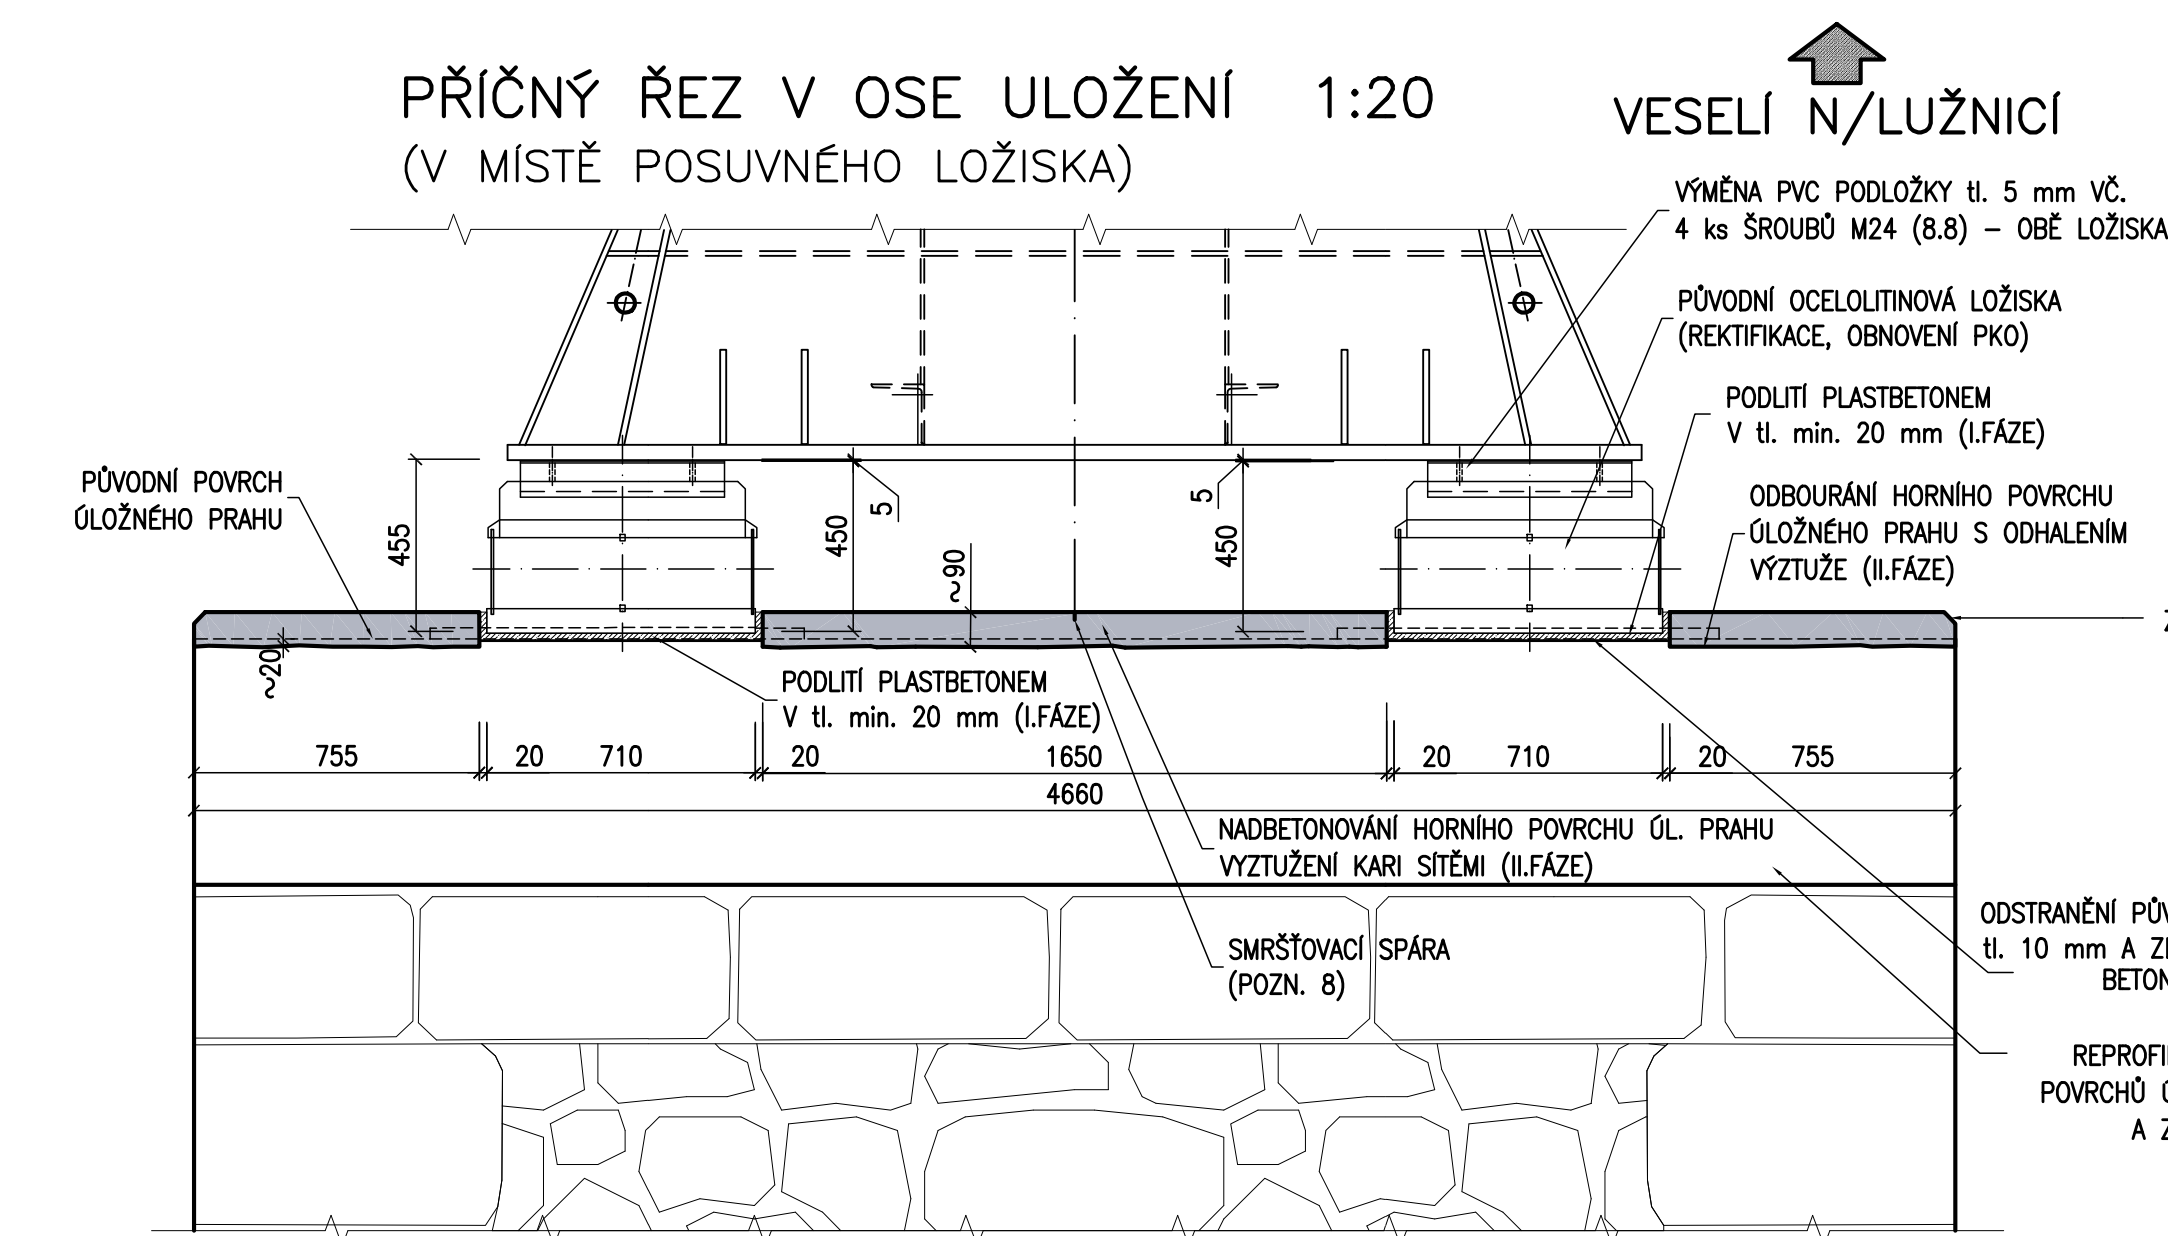 PŘÍČNÝ ŘEZ V OSE ULOŽENÍ 1:20
(V MÍSTĚ POSUVNÉHO LOŽISKA)
VESELÍ N/LUŽNICÍ
VÝMĚNA PVC PODLOŽKY tl. 5 mm VČ.
4 ks ŠROUBŮ M24 (8.8) – OBĚ LOŽISKA
PŮVODNÍ OCELOLITINOVÁ LOŽISKA
(REKTIFIKACE, OBNOVENÍ PKO)
PODLITÍ PLASTBETONEM
V tl. min. 20 mm (I.FÁZE)
ODBOURÁNÍ HORNÍHO POVRCHU
ÚLOŽNÉHO PRAHU S ODHALENÍM
VÝZTUŽE (II.FÁZE)
PŮVODNÍ POVRCH
ÚLOŽNÉHO PRAHU
455
450
5
~90
5
450
~20
PODLITÍ PLASTBETONEM
V tl. min. 20 mm (I.FÁZE)
755 20 710 20 1650 20 710 20 755
4660
NADBETONOVÁNÍ HORNÍHO POVRCHU ÚL. PRAHU
VYZTUŽENÍ KARI SÍTĚMI (II.FÁZE)
SMRŠŤOVACÍ SPÁRA
(POZN. 8)
ODSTRANĚNÍ
tl. 10 mm A
REPROFI
POVRCHŮ
A